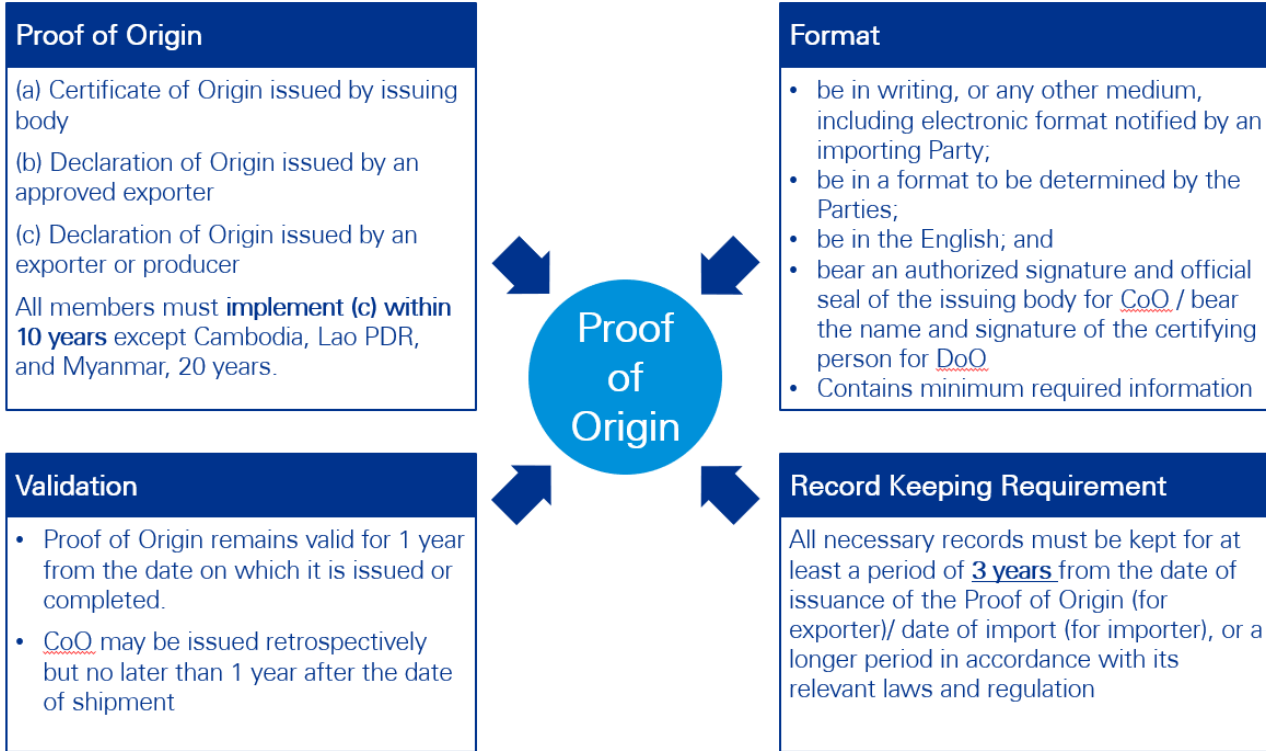 Proof of Origin
(a) Certificate of Origin issued by issuing
body
(b) Declaration of Origin issued by an
approved exporter
(c) Declaration of Origin issued by an
exporter or producer
All members must implement (c) within
10 years except Cambodia, Lao PDR,
and Myanmar, 20 years.
Format
• be in writing, or any other medium,
including electronic format notified by an
importing Party;
• be in a format to be determined by the
Parties;
• be in the English; and
• bear an authorized signature and official
seal of the issuing body for CoO / bear
the name and signature of the certifying
person for DoO
• Contains minimum required information
Proof
of
Origin
Validation
• Proof of Origin remains valid for 1 year
from the date on which it is issued or
completed.
• CoO may be issued retrospectively
but no later than 1 year after the date
of shipment
Record Keeping Requirement
All necessary records must be kept for at
least a period of 3 years from the date of
issuance of the Proof of Origin (for
exporter)/ date of import (for importer), or a
longer period in accordance with its
relevant laws and regulation